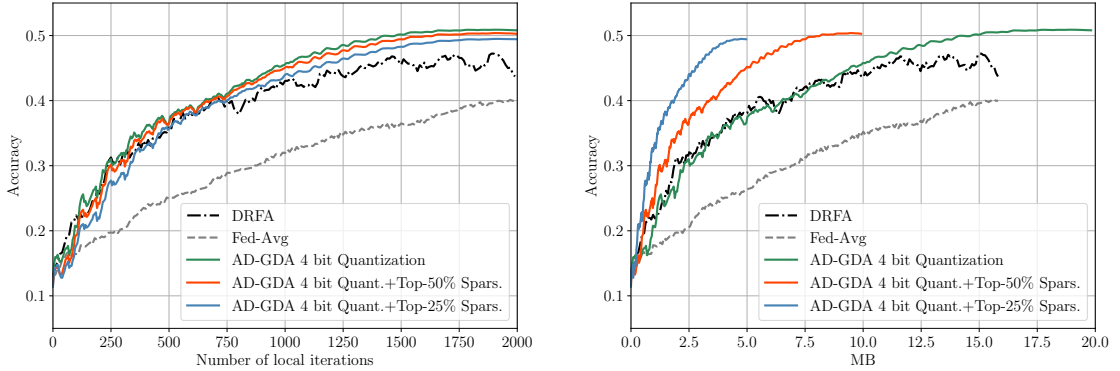 0.5
0.4
0.3
0.2
0.1
Accuracy
0 250 500 750 1000 1250 1500 1750 2000
Number of local iterations
DRFA
Fed-Avg
AD-GDA 4 bit Quantization
AD-GDA 4 bit Quant.+Top-50% Spars.
AD-GDA 4 bit Quant.+Top-25% Spars.
0.5
0.4
0.3
0.2
0.1
Accuracy
0.0 2.5 5.0 7.5 10.0 12.5 15.0 17.5 20.0
MB
DRFA
Fed-Avg
AD-GDA 4 bit Quantization
AD-GDA 4 bit Quant.+Top-50% Spars.
AD-GDA 4 bit Quant.+Top-25% Spars.